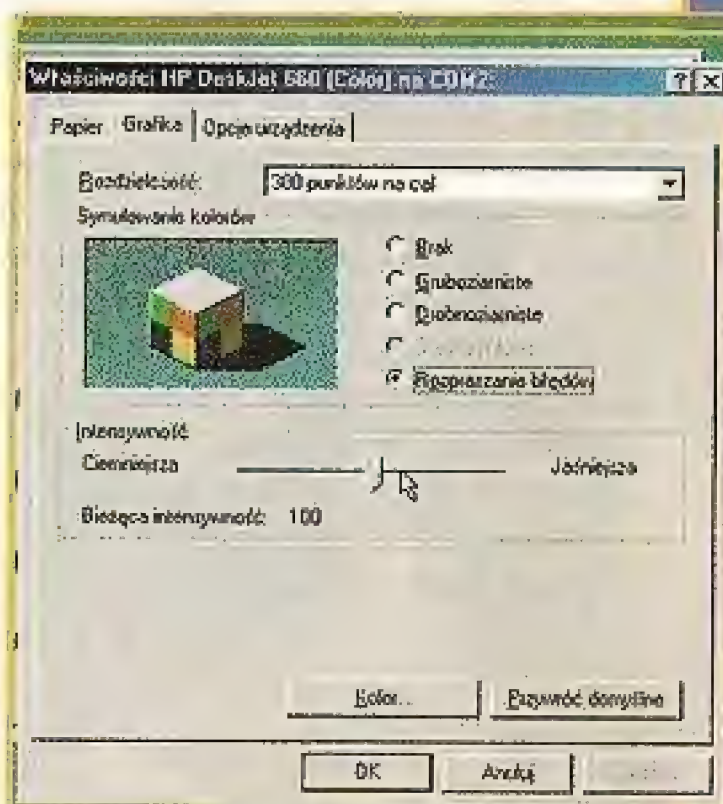 Właściwości HP DeskJet 660 (Color) na COM2:
Papier
Grafika
Opcje urządzenia
Rozdzielczość:
300 punktów na cal
Symulowanie kolorów
Brak
Gruboziarniste
Drobnoziarniste
Rozpraszanie błędów
Intensywność
Ciemniejsza
Jaśniejsza
Bieżąca intensywność: 100
Kolor...
Przywróć domyślne
OK
Anuluj